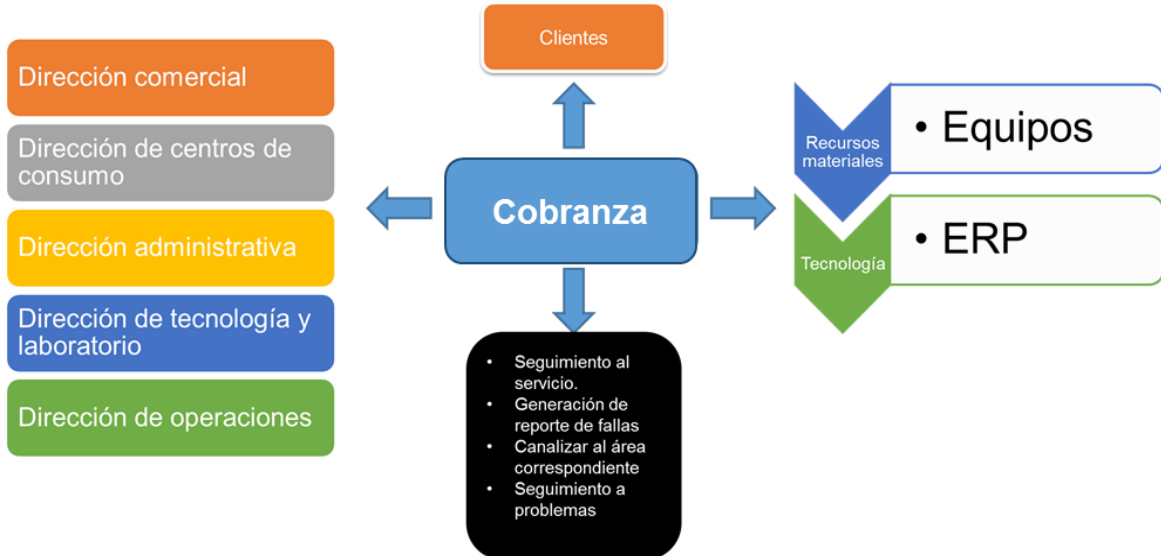 Clientes
Dirección comercial
Dirección de centros de
consumo
Dirección administrativa
Dirección de tecnología y
laboratorio
Dirección de operaciones
Cobranza
Recursos
materiales
• Equipos
Tecnología
• ERP
• Seguimiento al
servicio.
• Generación de
reporte de fallas
• Canalizar al área
correspondiente
• Seguimiento a
problemas